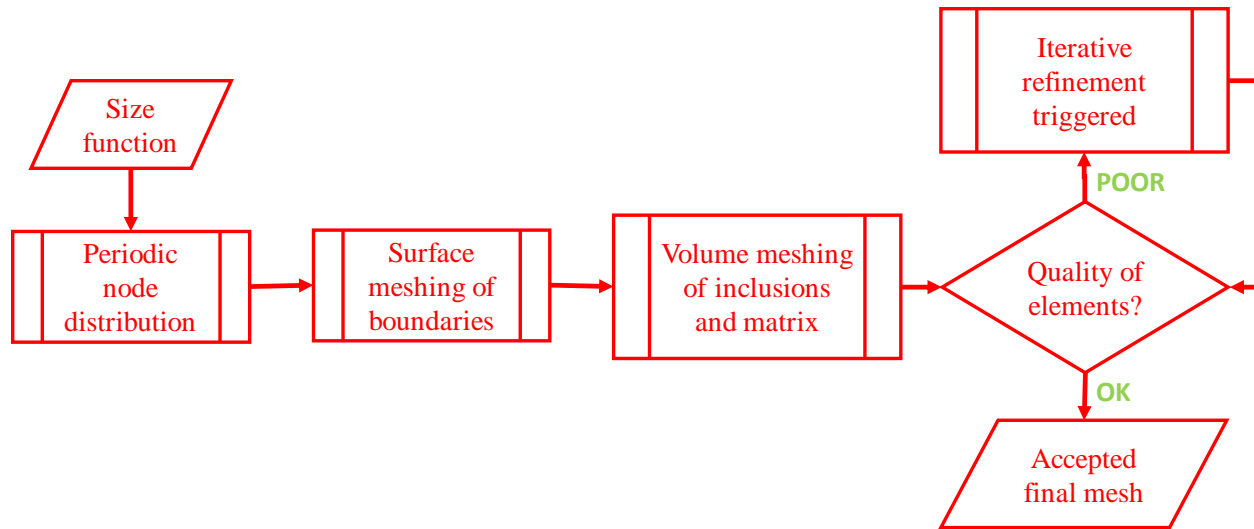 Size
function
Periodic
node
distribution
Surface
meshing of
boundaries
Volume meshing
of inclusions
and matrix
Quality of
elements?
POOR
Iterative
refinement
triggered
OK
Accepted
final mesh